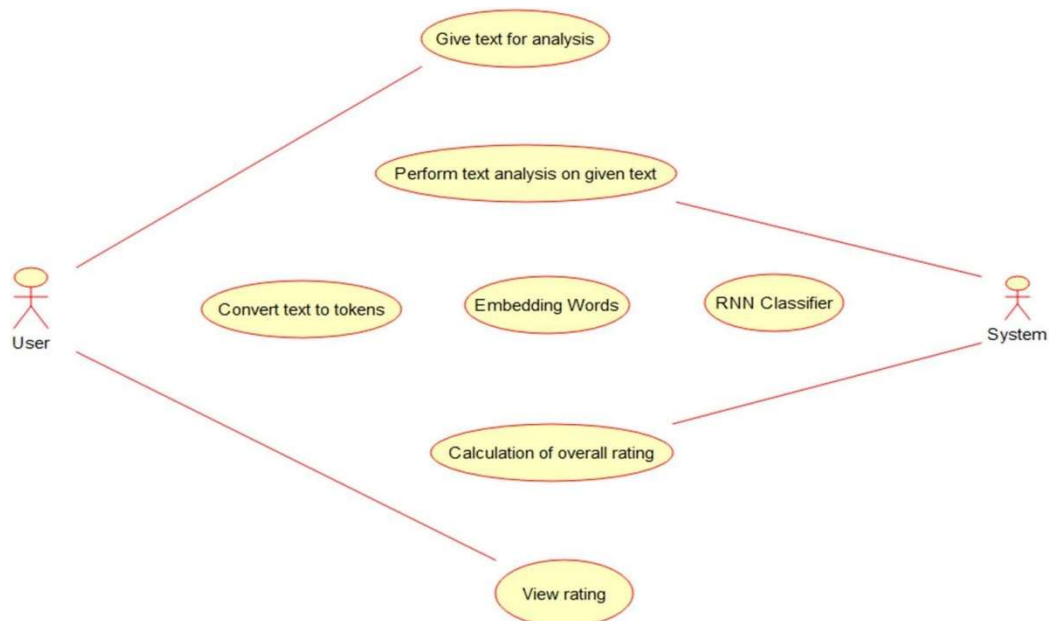 Give text for analysis
Perform text analysis on given text
Convert text to tokens
Embedding Words
RNN Classifier
User
System
Calculation of overall rating
View rating